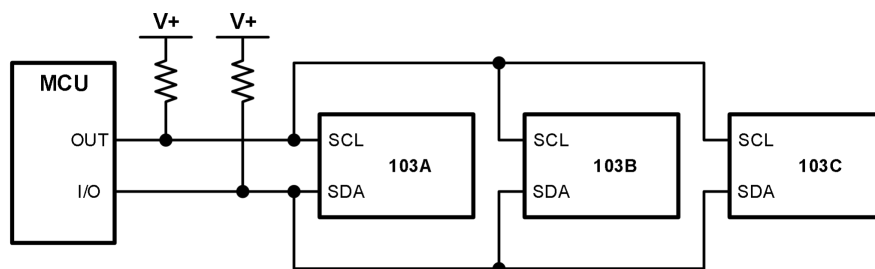 V+ V+
MCU
OUT SCL SCL SCL
103A 103B 103C
I/O SDA SDA SDA